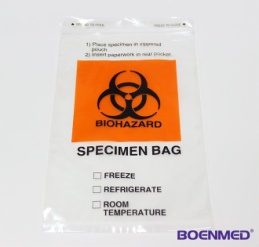 1) Place specimen in zippered
pouch
2) Insert paperwork in rear pocket
BIOHAZARD
SPECIMEN BAG
FREEZE
REFRIGERATE
ROOM
TEMPERATURE
BOENMED®